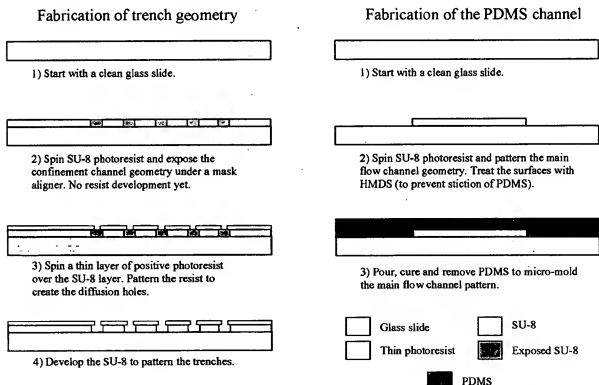 Fabrication of trench geometry
1) Start with a clean glass slide.
2) Spin SU-8 photoresist and expose the
confinement channel geometry under a mask
aligner. No resist development yet.
3) Spin a thin layer of positive photoresist
over the SU-8 layer. Pattern the resist to
create the diffusion holes.
4) Develop the SU-8 to pattern the trenches.
Fabrication of the PDMS channel
1) Start with a clean glass slide.
2) Spin SU-8 photoresist and pattern the main
flow channel geometry. Treat the surfaces with
HMDS (to prevent stiction of PDMS).
3) Pour, cure and remove PDMS to micro-mold
the main flow channel pattern.
Glass slide
SU-8
Thin photoresist
Exposed SU-8
PDMS